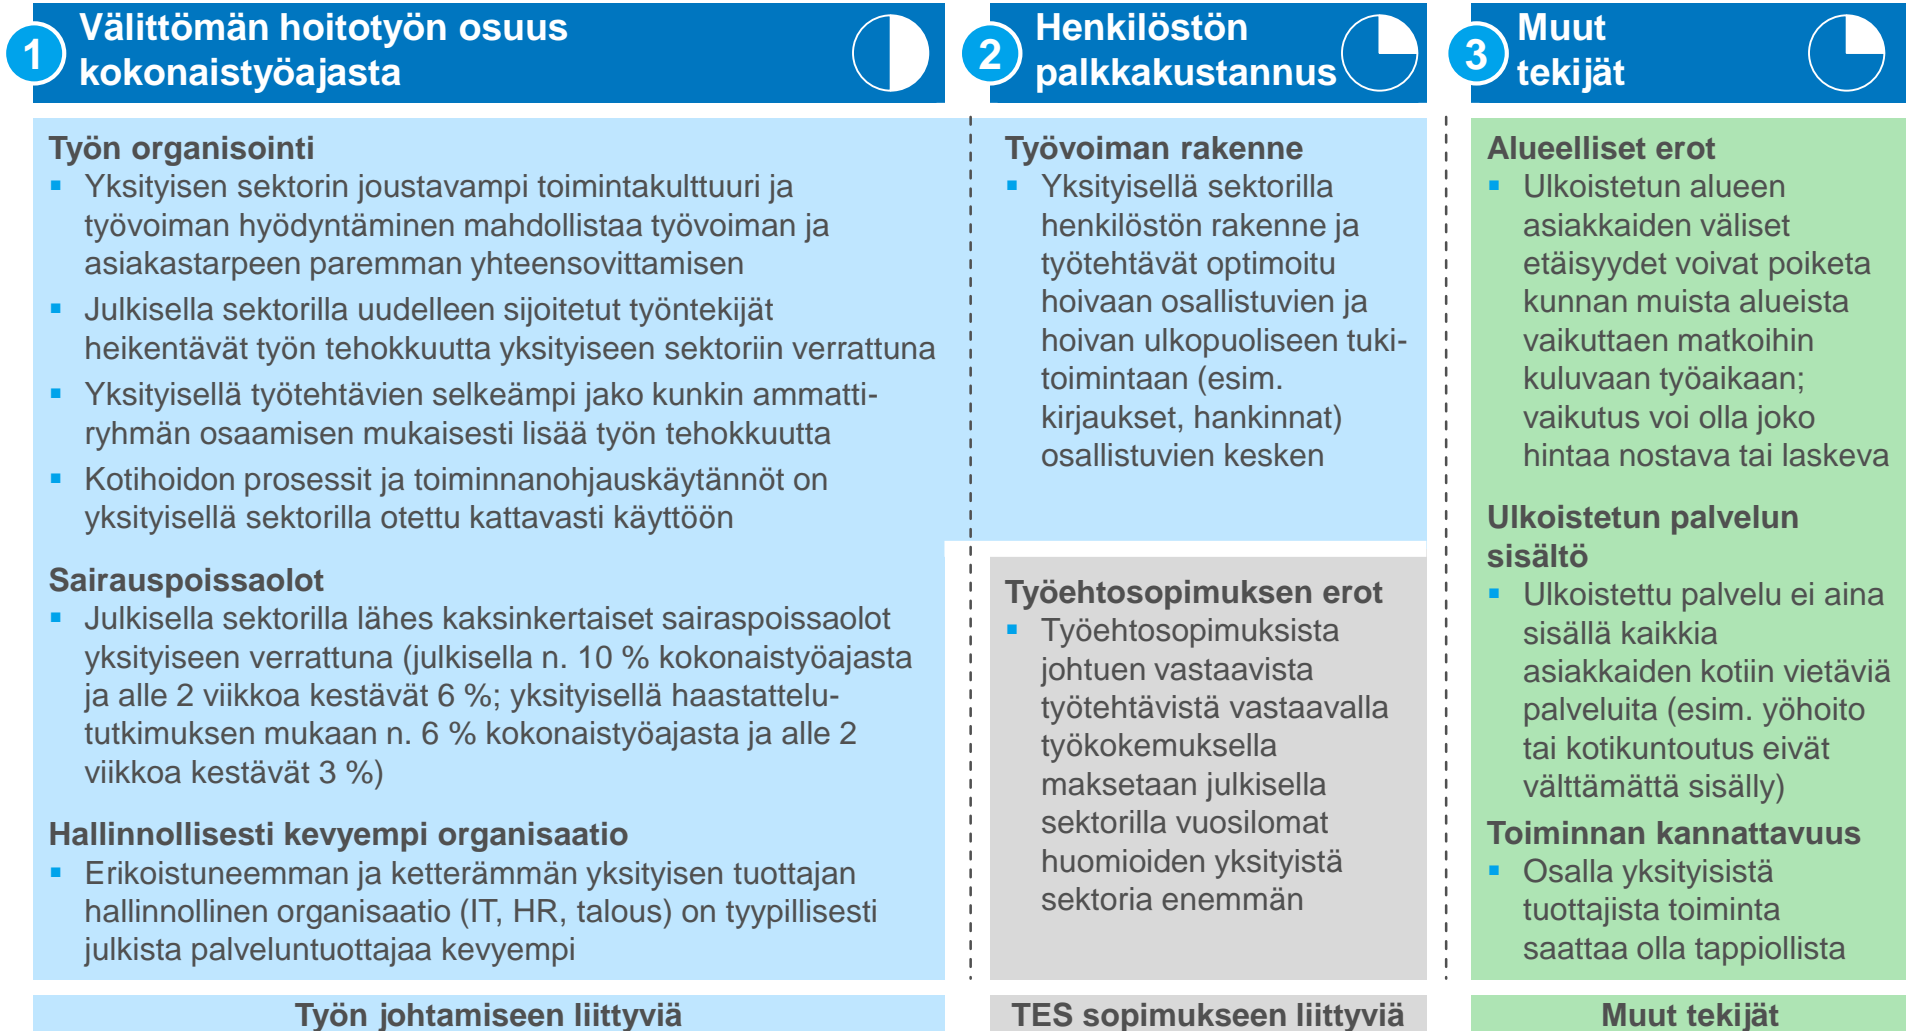 1
Välittömän hoitotyön osuus
kokonaistyöajasta
Työn organisointi
▪ Yksityisen sektorin joustavampi toimintakulttuuri ja
työvoiman hyödyntäminen mahdollistaa työvoiman ja
asiakastarpeen paremman yhteensovittamisen
▪ Julkisella sektorilla uudelleen sijoitetut työntekijät
heikentävät työn tehokkuutta yksityiseen sektoriin verrattuna
▪ Yksityisellä työtehtävien selkeämpi jako kunkin ammatti-
ryhmän osaamisen mukaisesti lisää työn tehokkuutta
▪ Kotihoidon prosessit ja toiminnanohjauskäytännöt on
yksityisellä sektorilla otettu kattavasti käyttöön
Sairauspoissaolot
▪ Julkisella sektorilla lähes kaksinkertaiset sairaspoissaolot
yksityiseen verrattuna (julkisella n. 10 % kokonaistyöajasta
ja alle 2 viikkoa kestävät 6 %; yksityisellä haastattelu-
tutkimuksen mukaan n. 6 % kokonaistyöajasta ja alle 2
viikkoa kestävät 3 %)
Hallinnollisesti kevyempi organisaatio
▪ Erikoistuneemman ja ketterämmän yksityisen tuottajan
hallinnollinen organisaatio (IT, HR, talous) on tyypillisesti
julkista palveluntuottajaa kevyempi
Työn johtamiseen liittyviä
2
Henkilöstön
palkkakustannus
Työvoiman rakenne
▪ Yksityisellä sektorilla
henkilöstön rakenne ja
työtehtävät optimoitu
hoivaan osallistuvien ja
hoivan ulkopuoliseen tuki-
toimintaan (esim.
kirjaukset, hankinnat)
osallistuvien kesken
Työehtosopimuksen erot
▪ Työehtosopimuksista
johtuen vastaavista
työtehtävistä vastaavalla
työkokemuksella
maksetaan julkisella
sektorilla vuosilomat
huomioiden yksityistä
sektoria enemmän
TES sopimukseen liittyviä
3
Muut
tekijät
Alueelliset erot
▪ Ulkoistetun alueen
asiakkaiden väliset
etäisyydet voivat poiketa
kunnan muista alueista
vaikuttaen matkoihin
kuluvaan työaikaan;
vaikutus voi olla joko
hintaa nostava tai laskeva
Ulkoistetun palvelun
sisältö
▪ Ulkoistettu palvelu ei aina
sisällä kaikkia
asiakkaiden kotiin vietäviä
palveluita (esim. yöhoito
tai kotikuntoutus eivät
välttämättä sisälly)
Toiminnan kannattavuus
▪ Osalla yksityisistä
tuottajista toiminta
saattaa olla tappiollista
Muut tekijät